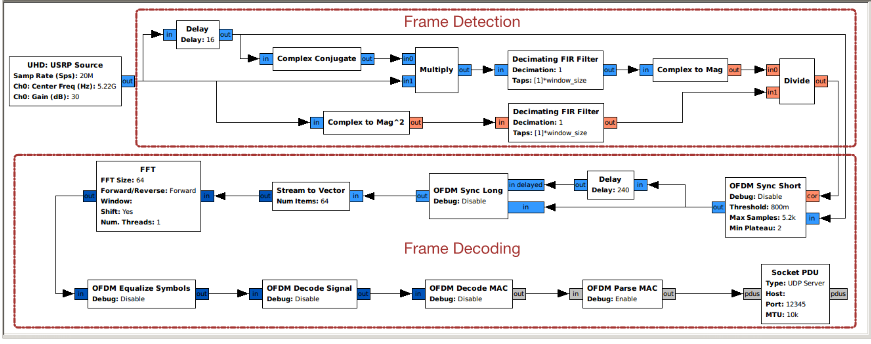 Frame Detection
Delay
Delay: 16
in
out
UHD: USRP Source
Samp Rate (Sps): 20M
Ch0: Center Freq (Hz): 5.22G
Ch0: Gain (dB): 30
out
in
Complex Conjugate
out
in0
in1
Multiply
out
in
Decimating FIR Filter
Decimation: 1
Taps: [1]*window_size
out
in
Complex to Mag
out
in0
in1
Divide
out
in
Complex to Mag^2
out
in
Decimating FIR Filter
Decimation: 1
Taps: [1]*window_size
out
FFT
FFT Size: 64
Forward/Reverse: Forward
Window:
Shift: Yes
Num. Threads: 1
out
in
Stream to Vector
Num Items: 64
out
in
OFDM Sync Long
Debug: Disable
out
in delayed
in
Delay
Delay: 240
out
in
OFDM Sync Short
Debug: Disable
Threshold: 800m
Max Samples: 5.2k
Min Plateau: 2
out
cor
in
Frame Decoding
in
OFDM Equalize Symbols
Debug: Disable
out
in
OFDM Decode Signal
Debug: Disable
out
in
OFDM Decode MAC
Debug: Disable
out
in
OFDM Parse MAC
Debug: Enable
out
pdus
Socket PDU
Type: UDP Server
Host:
Port: 12345
MTU: 10k
pdus